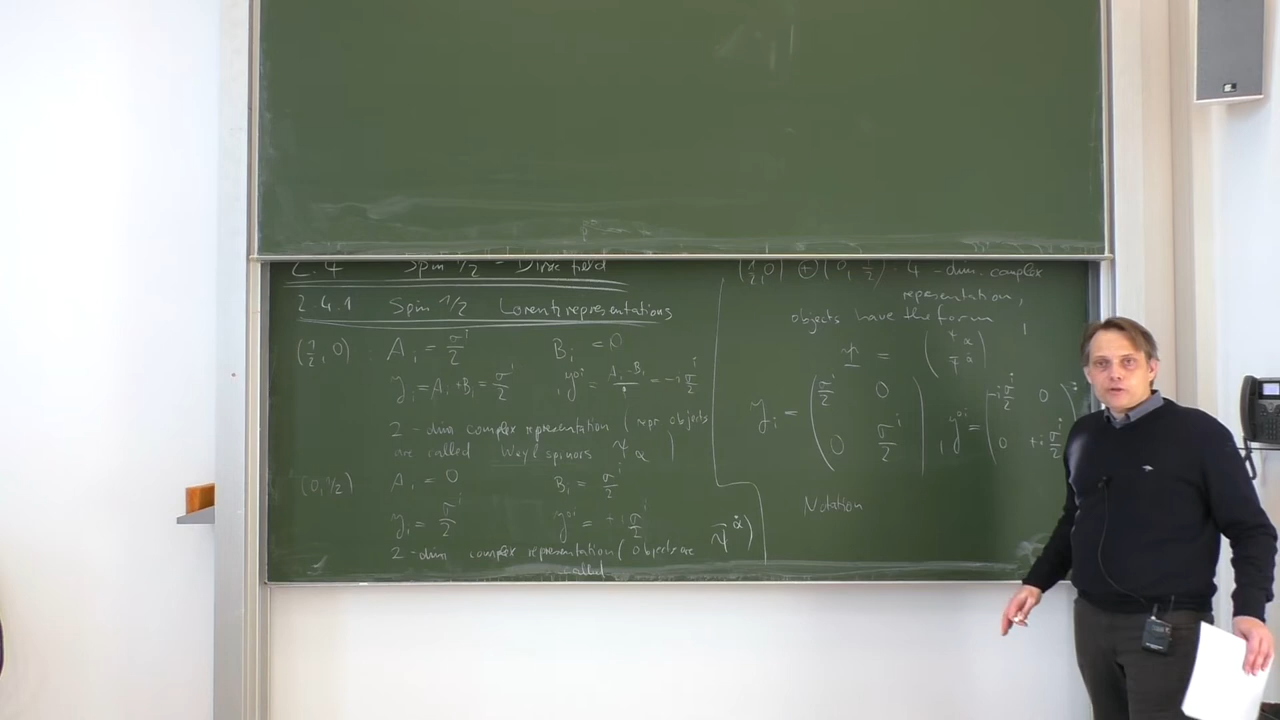 2.4 Spin 1/2 - Dirac field
2.4.1 Spin 1/2 Lorentz representations
(1/2, 0) : A_i = σ^i/2   B_i = 0
J_i = A_i + B_i = σ^i/2 , J^{0i} = (A_i - B_i)/i = -i σ^i/2
2 - dim complex representation ( repr objects
are called Weyl spinors ψ_α )
(0, 1/2)   A_i = 0   B_i = σ^i/2
J_i = σ^i/2   J^{0i} = + i σ^i/2
2 - dim complex representation ( objects are
called ψ̄^α̇ )
(1/2, 0) ⊕ (0, 1/2) : 4 - dim. complex
representation,
objects have the form
ψ = ( ψ_α
ψ̄^α̇ )
J_i = ( σ^i/2   0
0   σ^i/2 ) , J^{0i} = ( -i σ^i/2   0
0   + i σ^i/2 )
Notation